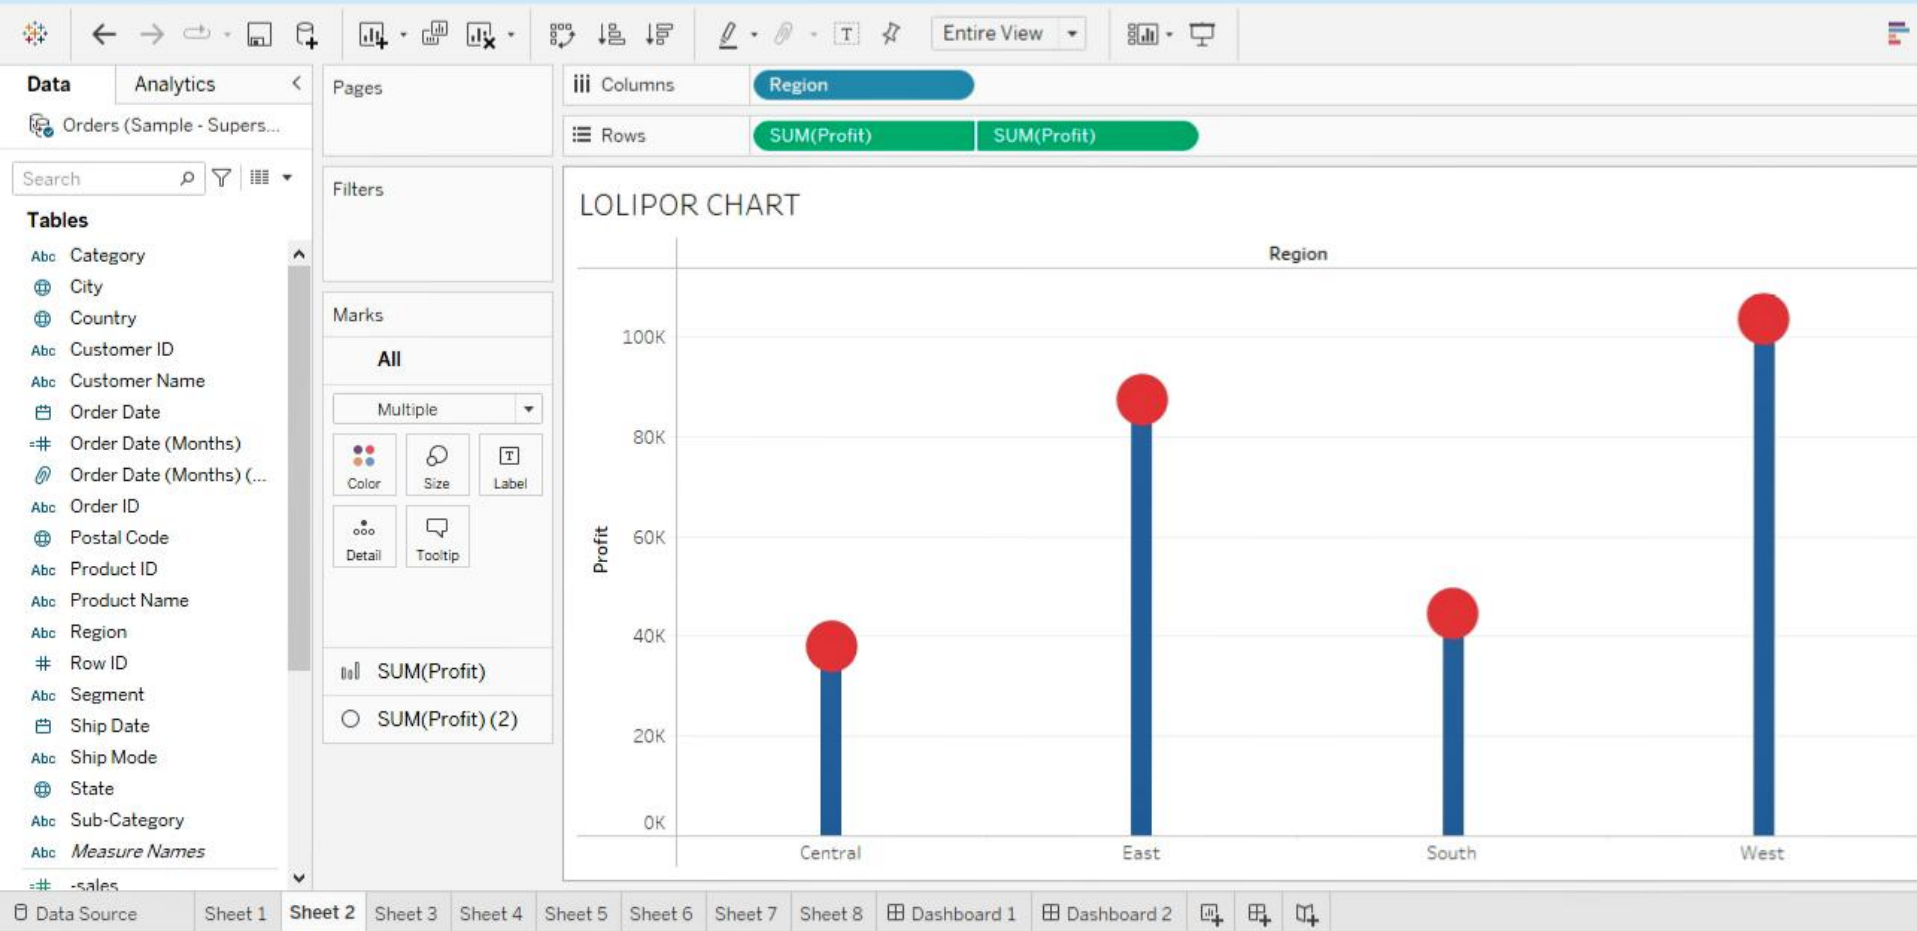 Entire View
Data
Analytics
Orders (Sample - Supers...
Search
Tables
Abc Category
City
Country
Abc Customer ID
Abc Customer Name
Order Date
=# Order Date (Months)
Order Date (Months) (...
Abc Order ID
Postal Code
Abc Product ID
Abc Product Name
Abc Region
# Row ID
Abc Segment
Ship Date
Abc Ship Mode
State
Abc Sub-Category
Abc Measure Names
=# -sales
Pages
Filters
Marks
All
Multiple
Color
Size
T
Label
Detail
Tooltip
SUM(Profit)
SUM(Profit) (2)
iii Columns
Region
Rows
SUM(Profit)
SUM(Profit)
LOLIPOR CHART
Region
100K
80K
60K
40K
20K
0K
Profit
Central
East
South
West
Data Source
Sheet 1
Sheet 2
Sheet 3
Sheet 4
Sheet 5
Sheet 6
Sheet 7
Sheet 8
Dashboard 1
Dashboard 2